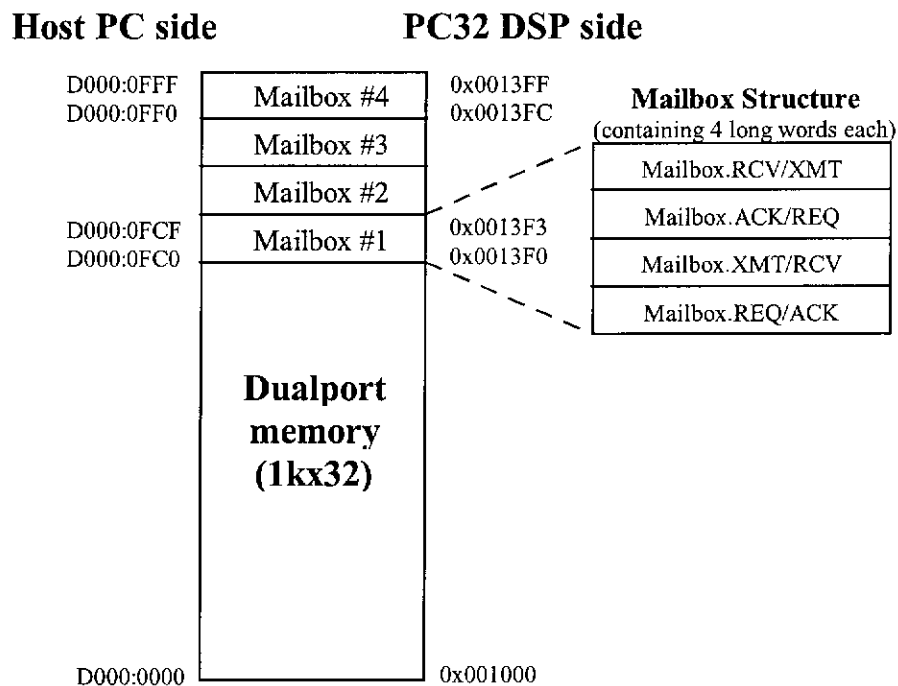 Host PC side
PC32 DSP side
D000:0FFF
Mailbox #4
0x0013FF
D000:0FF0
0x0013FC
Mailbox #3
Mailbox #2
D000:0FCF
Mailbox #1
0x0013F3
D000:0FC0
0x0013F0
Mailbox Structure
(containing 4 long words each)
Mailbox.RCV/XMT
Mailbox.ACK/REQ
Mailbox.XMT/RCV
Mailbox.REQ/ACK
Dualport
memory
(1kx32)
D000:0000
0x001000